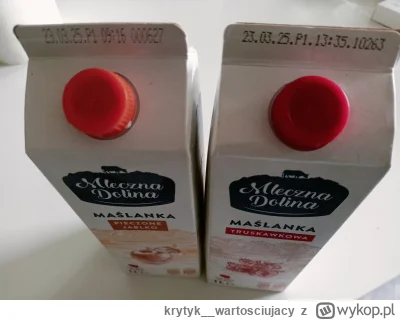 23.03.25.P1 09:16 000627
Mleczna
Dolina
MAŚLANKA
PIECZONE
JABŁKO
23.03.25.P1.13:35.10263
Mleczna
Dolina
MAŚLANKA
TRUSKAWKOWA
krytyk__wartosciujacy z wykop.pl